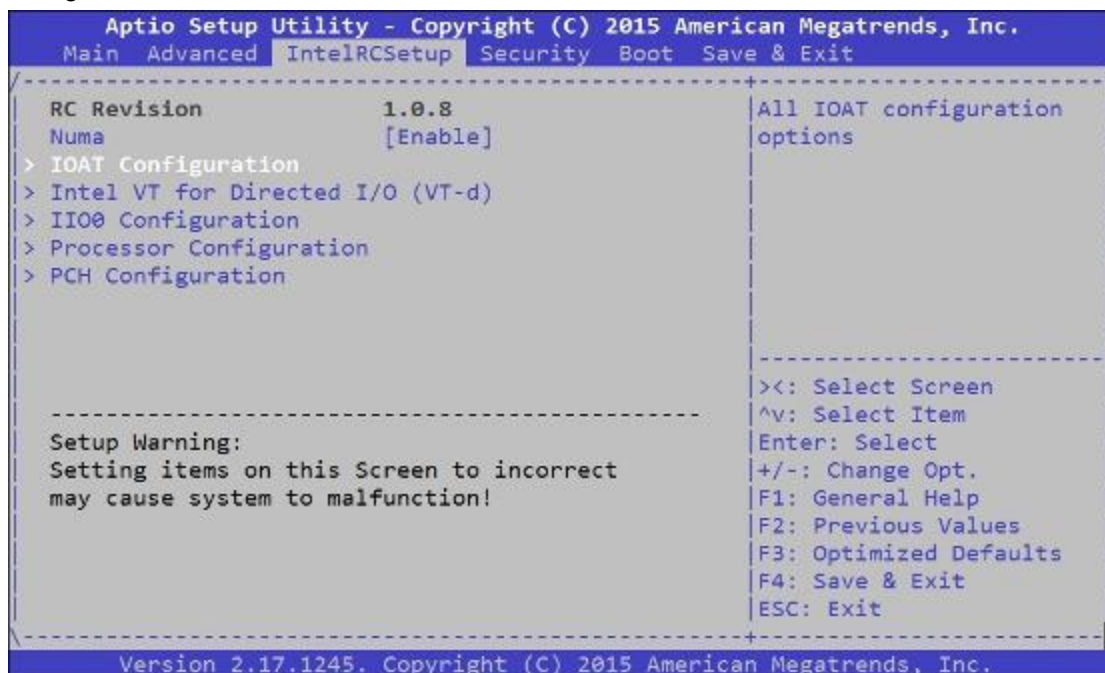 Aptio Setup Utility - Copyright (C) 2015 American Megatrends, Inc.
Main Advanced IntelRCSetup Security Boot Save & Exit
RC Revision 1.0.8
Numa [Enable]
> IOAT Configuration
> Intel VT for Directed I/O (VT-d)
> IIO0 Configuration
> Processor Configuration
> PCH Configuration
Setup Warning:
Setting items on this Screen to incorrect
may cause system to malfunction!
All IOAT configuration
options
><: Select Screen
^v: Select Item
Enter: Select
+/-: Change Opt.
F1: General Help
F2: Previous Values
F3: Optimized Defaults
F4: Save & Exit
ESC: Exit
Version 2.17.1245. Copyright (C) 2015 American Megatrends, Inc.